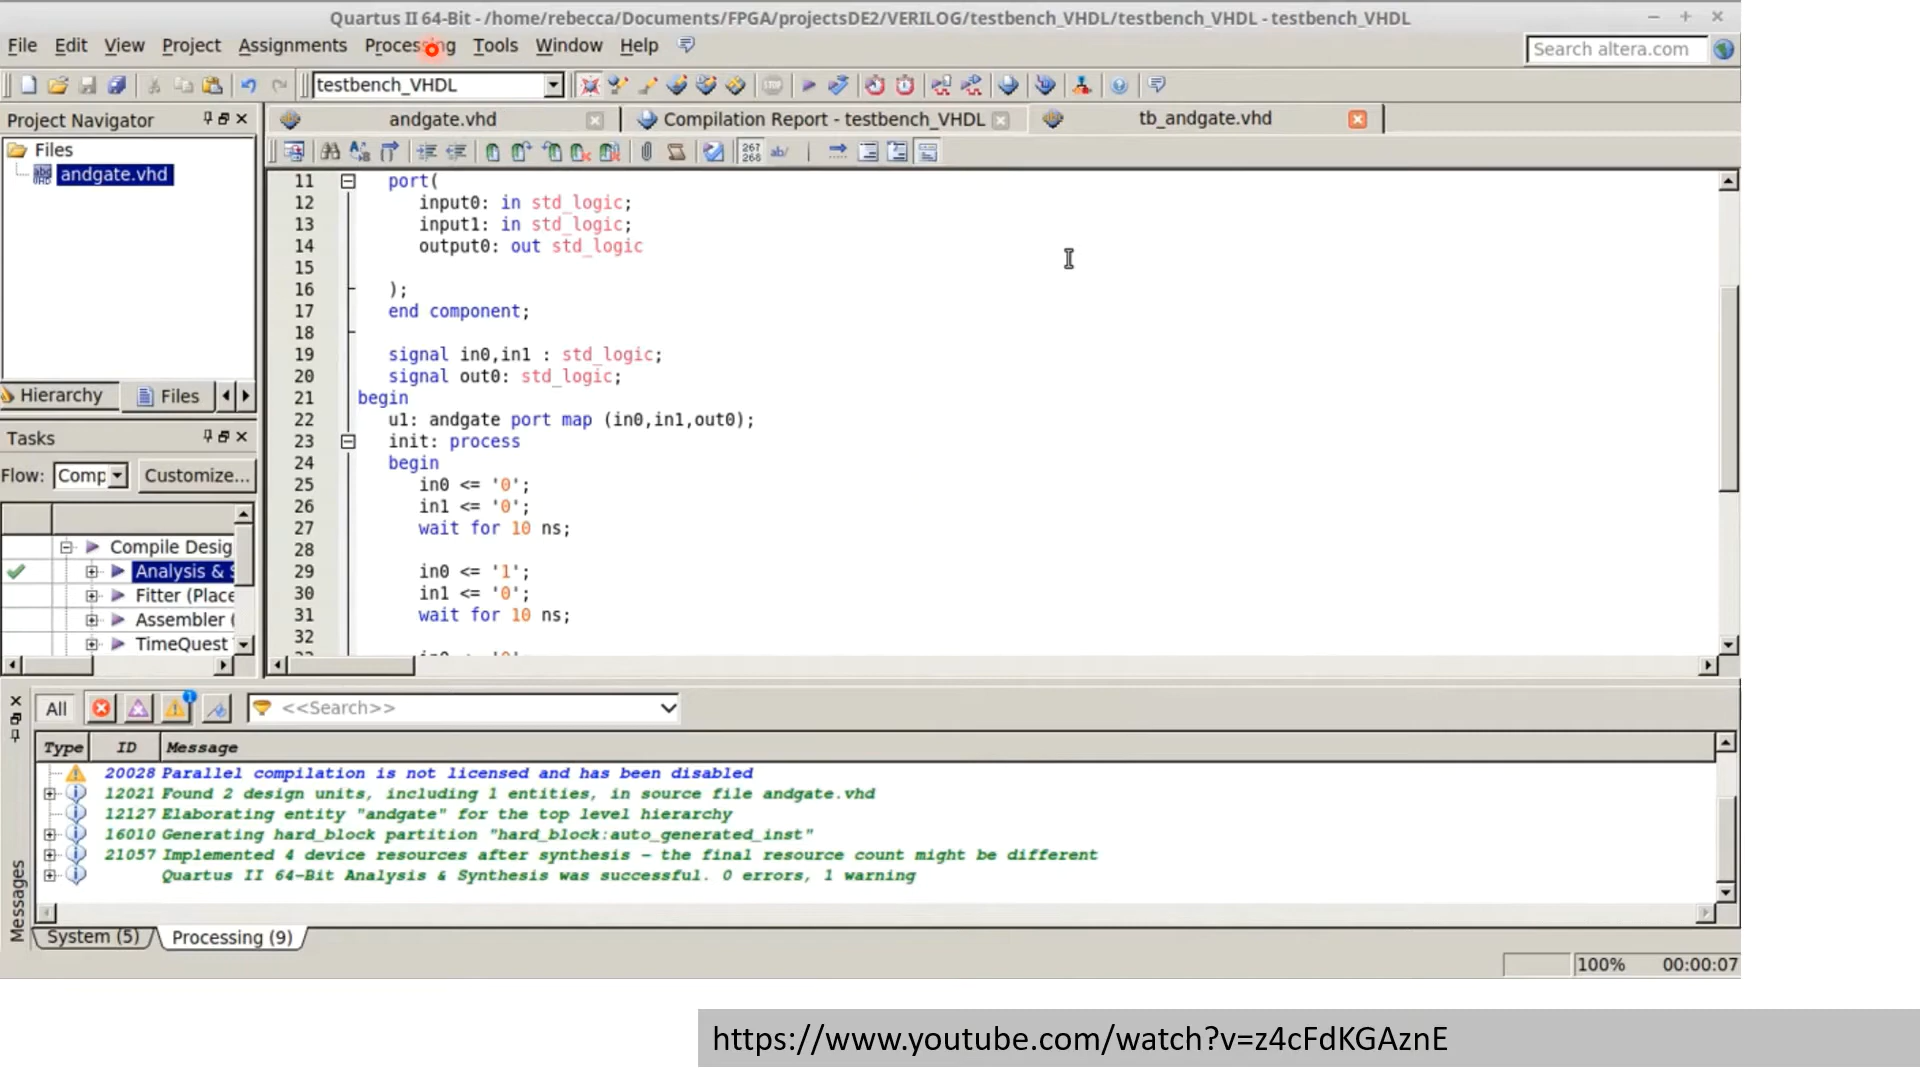 Quartus II 64-Bit - /home/rebecca/Documents/FPGA/projectsDE2/VERILOG/testbench_VHDL/testbench_VHDL - testbench_VHDL
File Edit View Project Assignments Processing Tools Window Help
Search altera.com
testbench_VHDL
Project Navigator
andgate.vhd
Compilation Report - testbench_VHDL
tb_andgate.vhd
Files
andgate.vhd
267
268
ab/
11 port(
12 input0: in std_logic;
13 input1: in std_logic;
14 output0: out std_logic
15
16 );
17 end component;
18
19 signal in0,in1 : std_logic;
20 signal out0: std_logic;
21 begin
22 u1: andgate port map (in0,in1,out0);
23 init: process
24 begin
25 in0 <= '0';
26 in1 <= '0';
27 wait for 10 ns;
28
29 in0 <= '1';
30 in1 <= '0';
31 wait for 10 ns;
32
Hierarchy Files
Tasks
Flow: Comp Customize...
Compile Desig
Analysis & S
Fitter (Place
Assembler (
TimeQuest
All <<Search>>
Type ID Message
20028 Parallel compilation is not licensed and has been disabled
12021 Found 2 design units, including 1 entities, in source file andgate.vhd
12127 Elaborating entity "andgate" for the top level hierarchy
16010 Generating hard_block partition "hard_block:auto_generated_inst"
21057 Implemented 4 device resources after synthesis - the final resource count might be different
Quartus II 64-Bit Analysis & Synthesis was successful. 0 errors, 1 warning
Messages
System (5) Processing (9)
100% 00:00:07
https://www.youtube.com/watch?v=z4cFdKGAznE